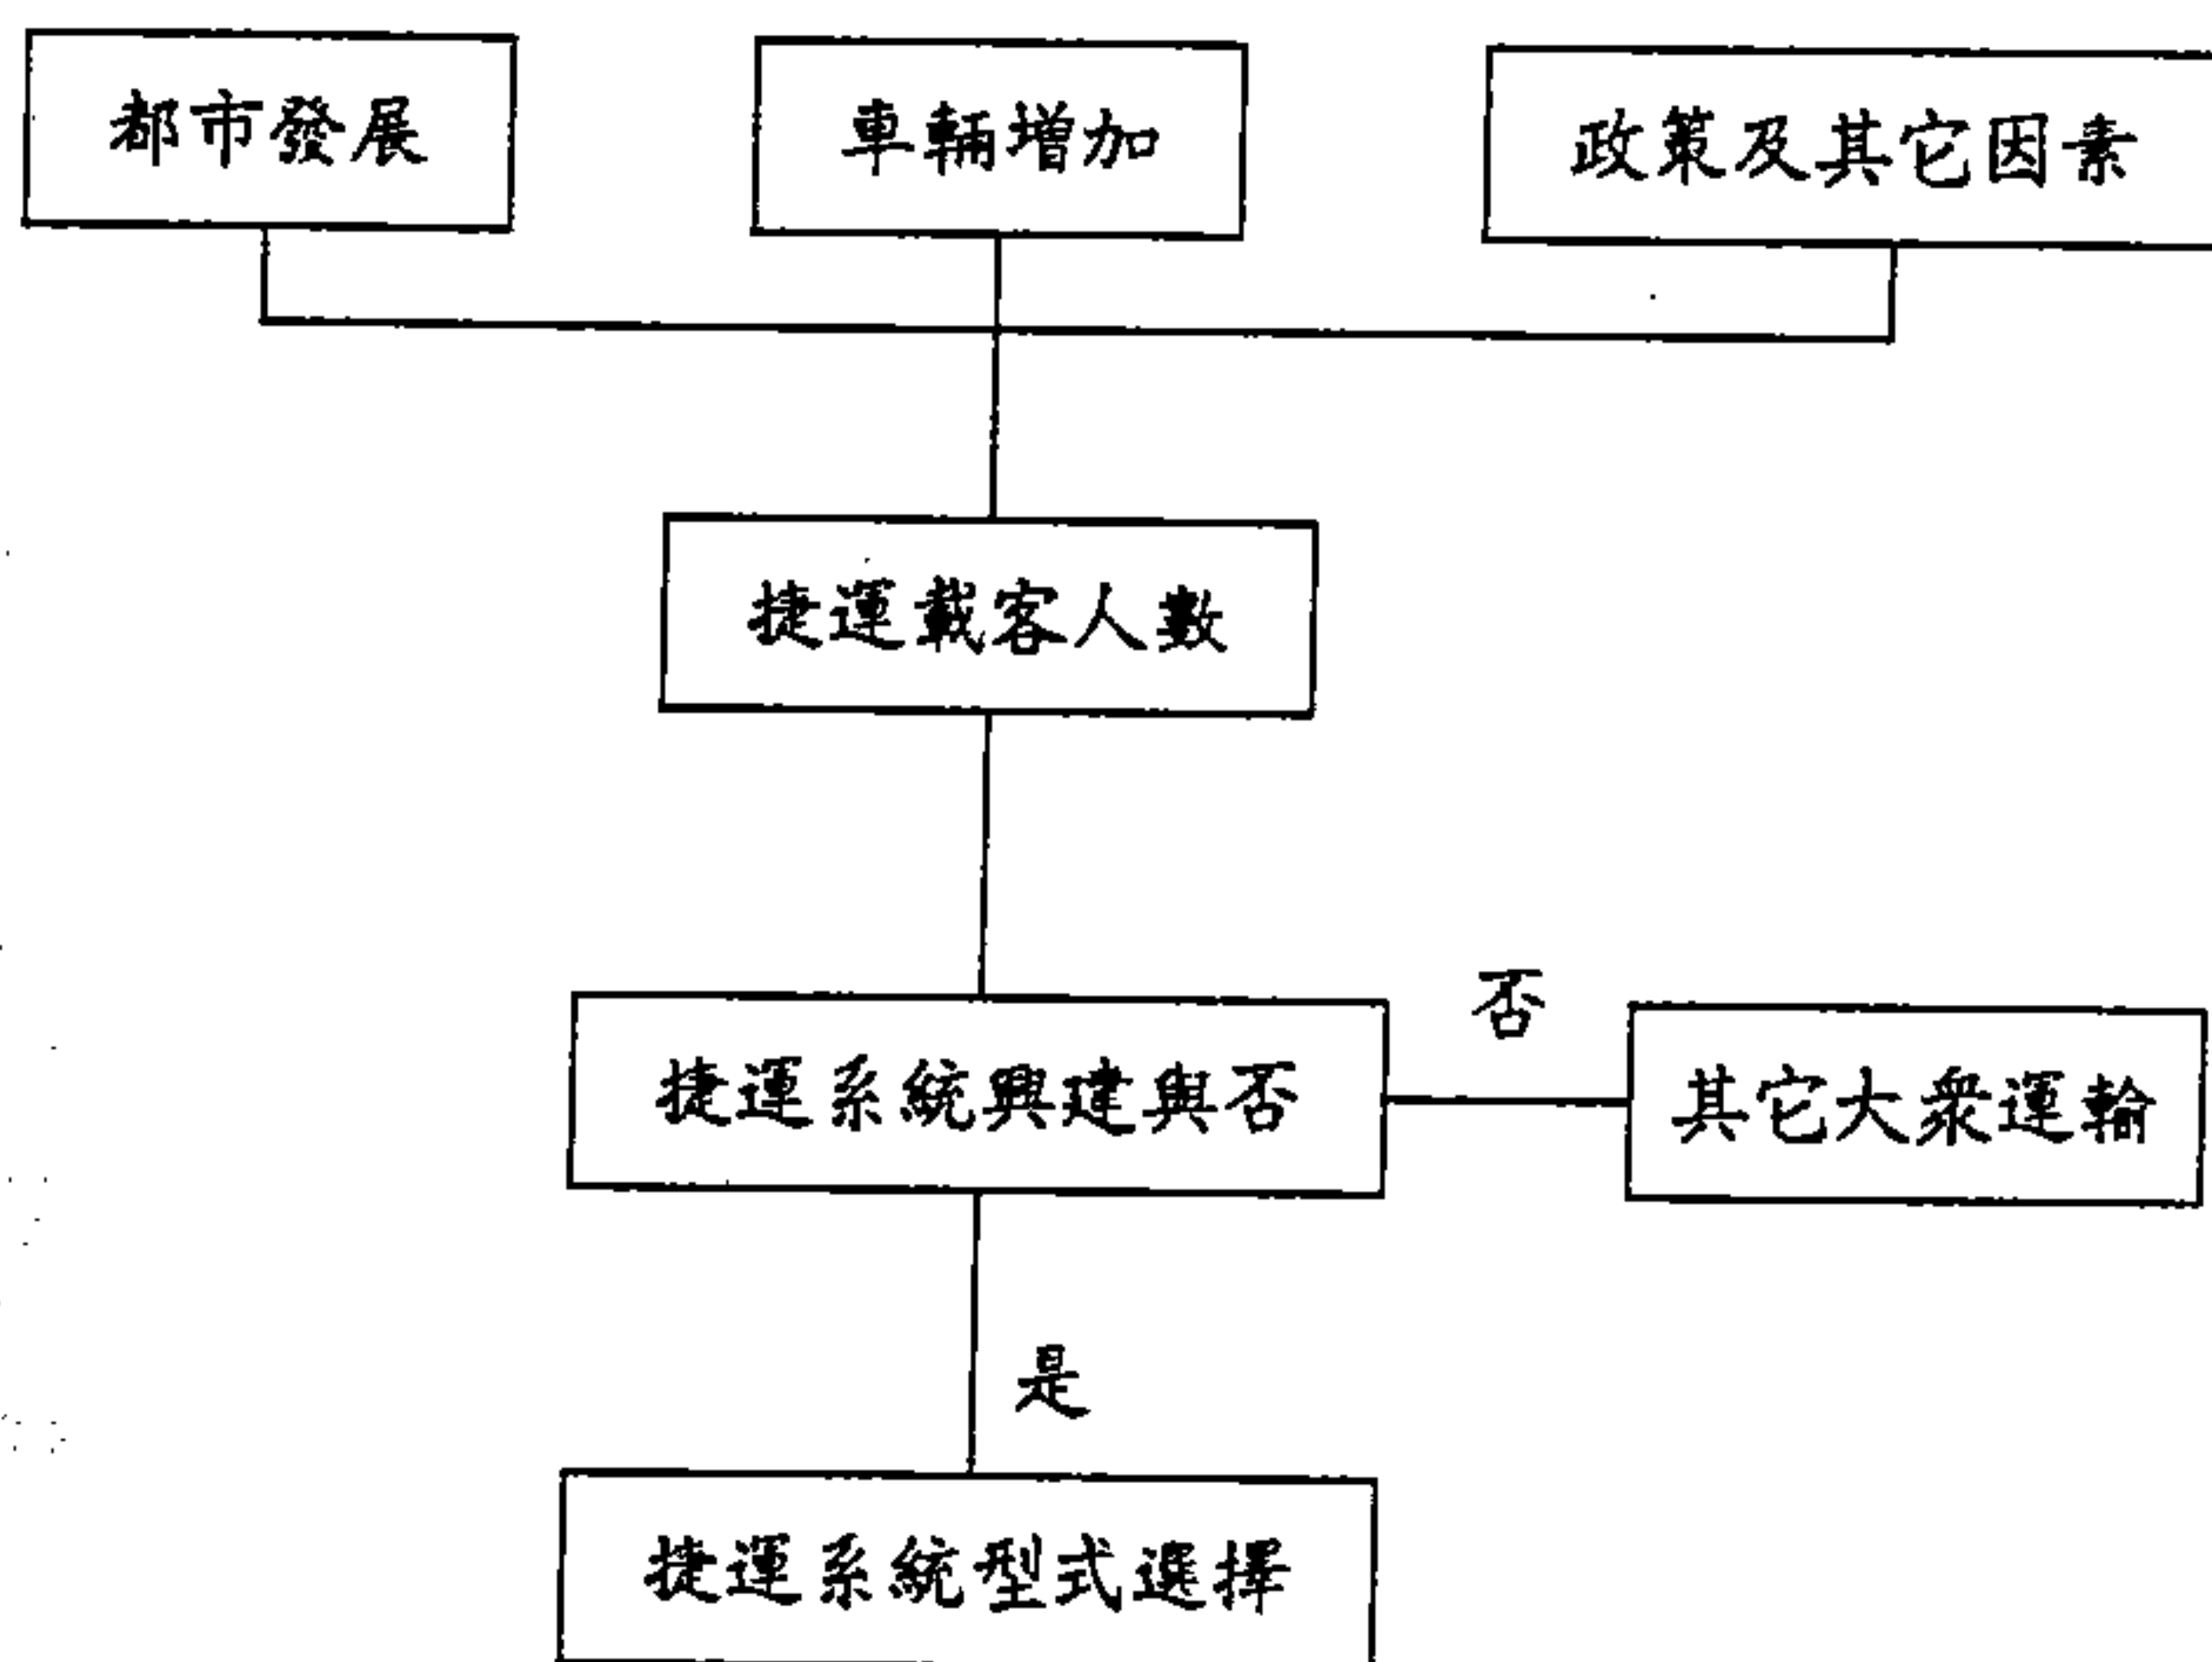 都市發展
車輛增加
政策及其它因素
捷運載客人數
捷運系統興建與否
否
其它大衆運輸
是
捷運系統型式選擇